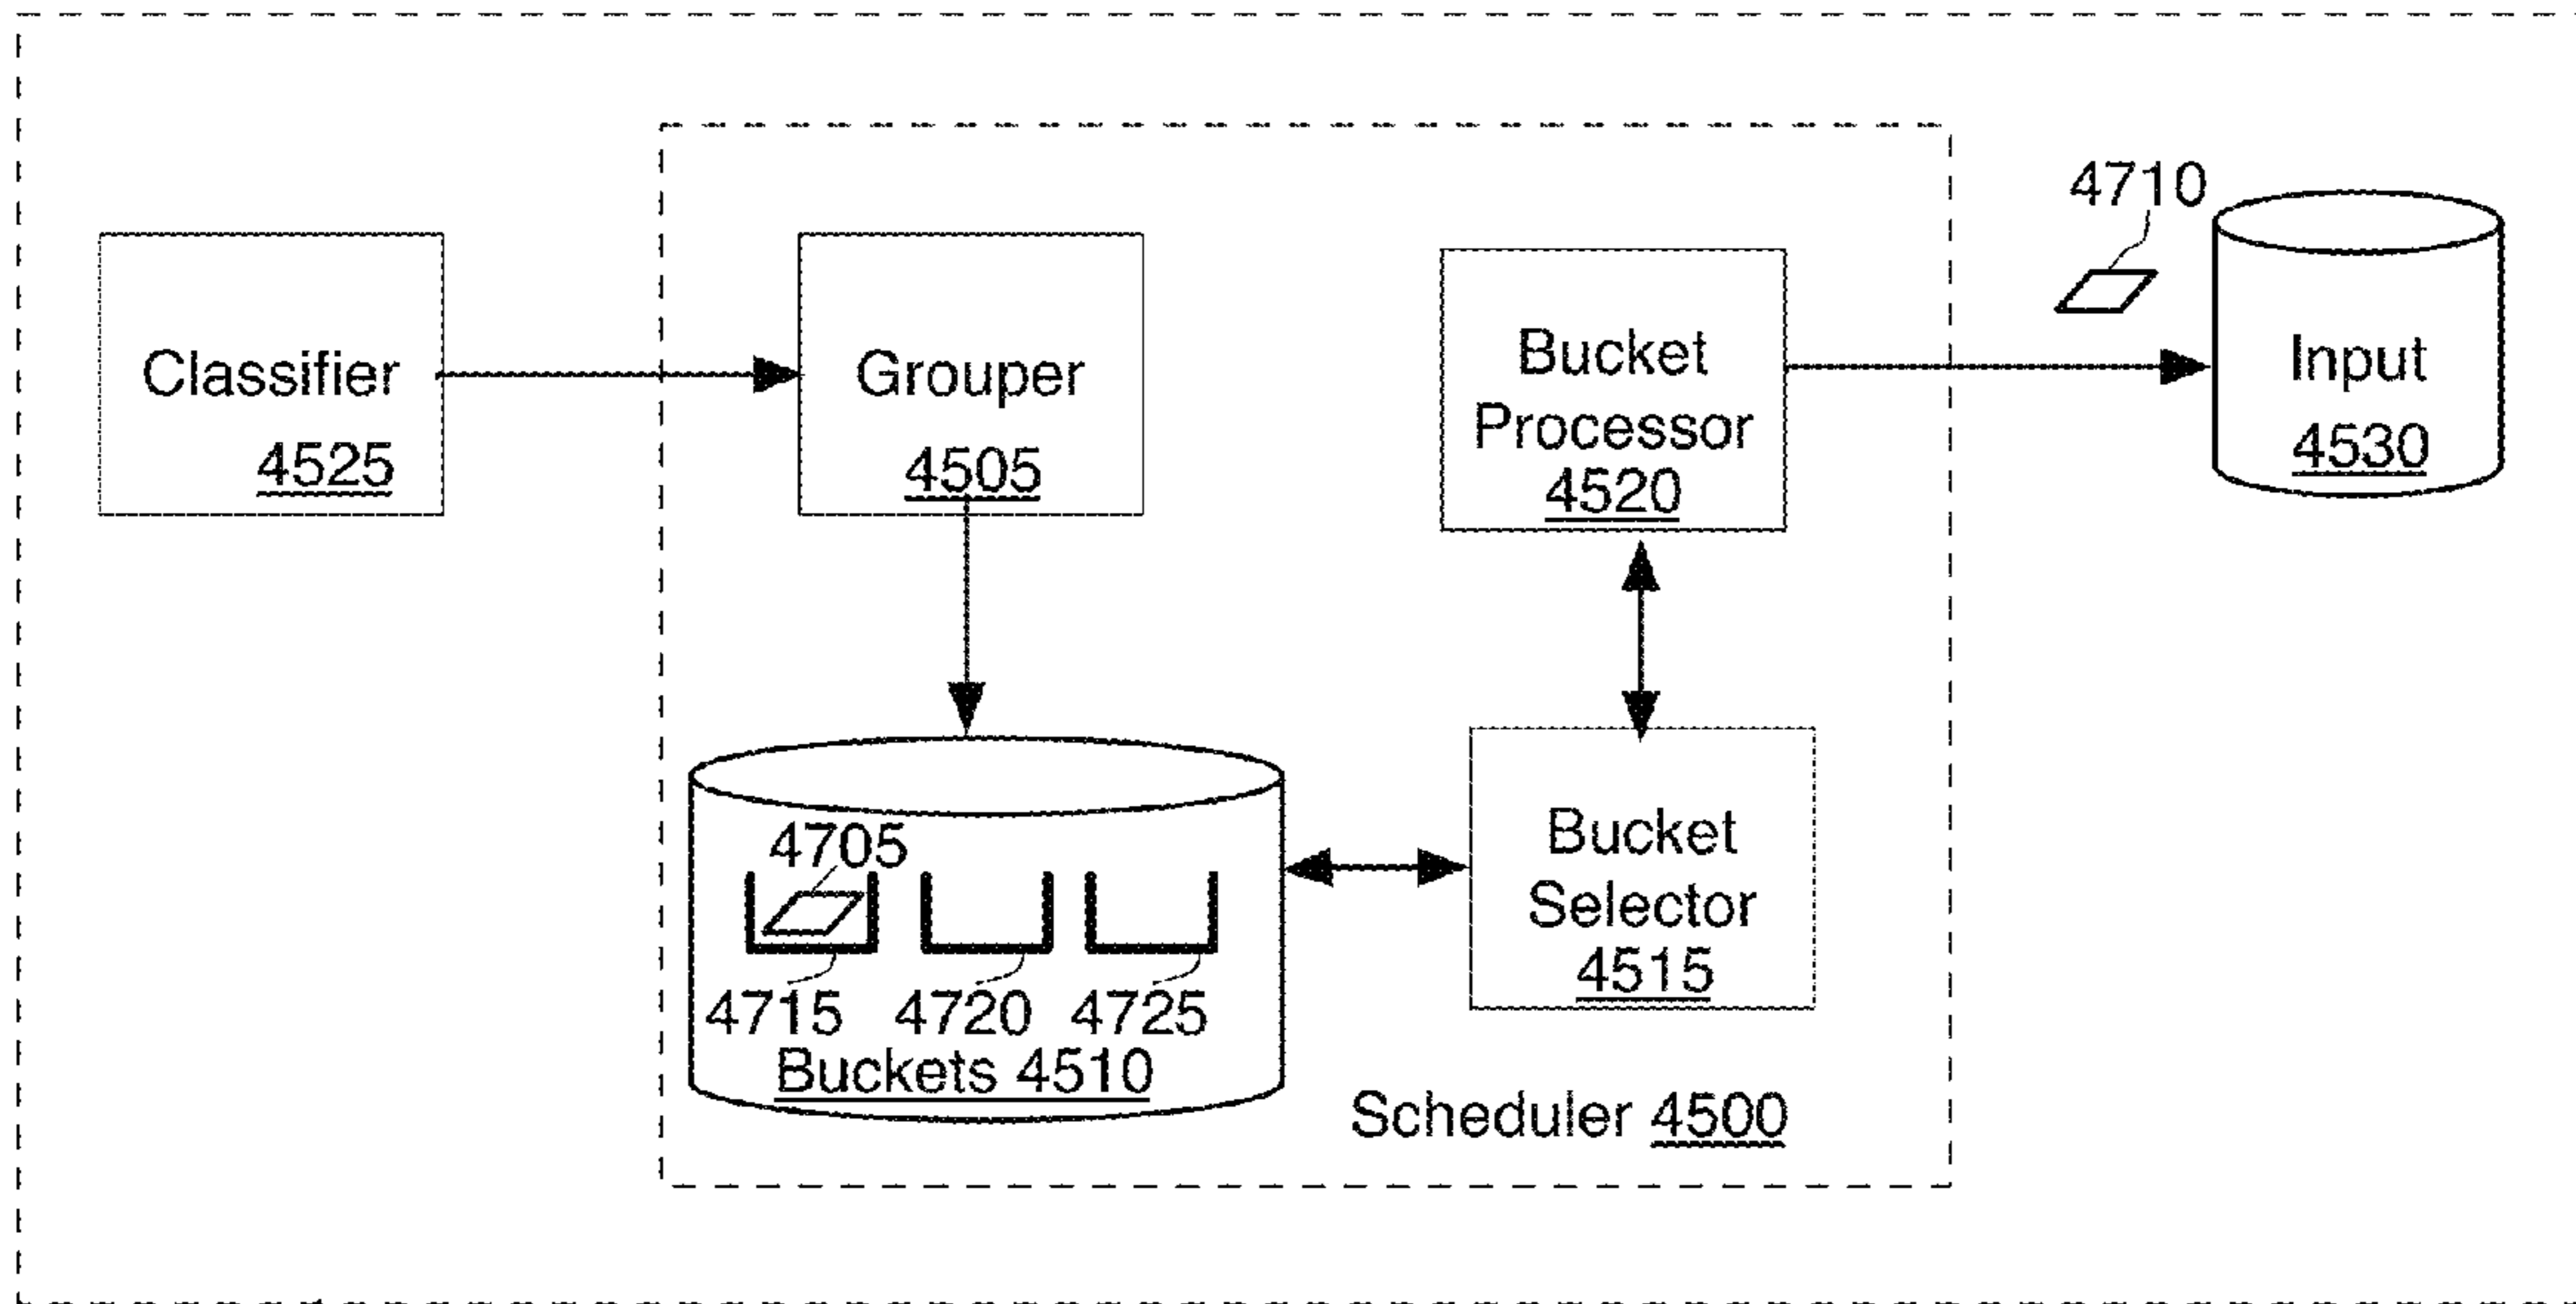 4710
Classifier
4525
Grouper
4505
Bucket
Processor
4520
Input
4530
4705
4715 4720 4725
Buckets 4510
Bucket
Selector
4515
Scheduler 4500